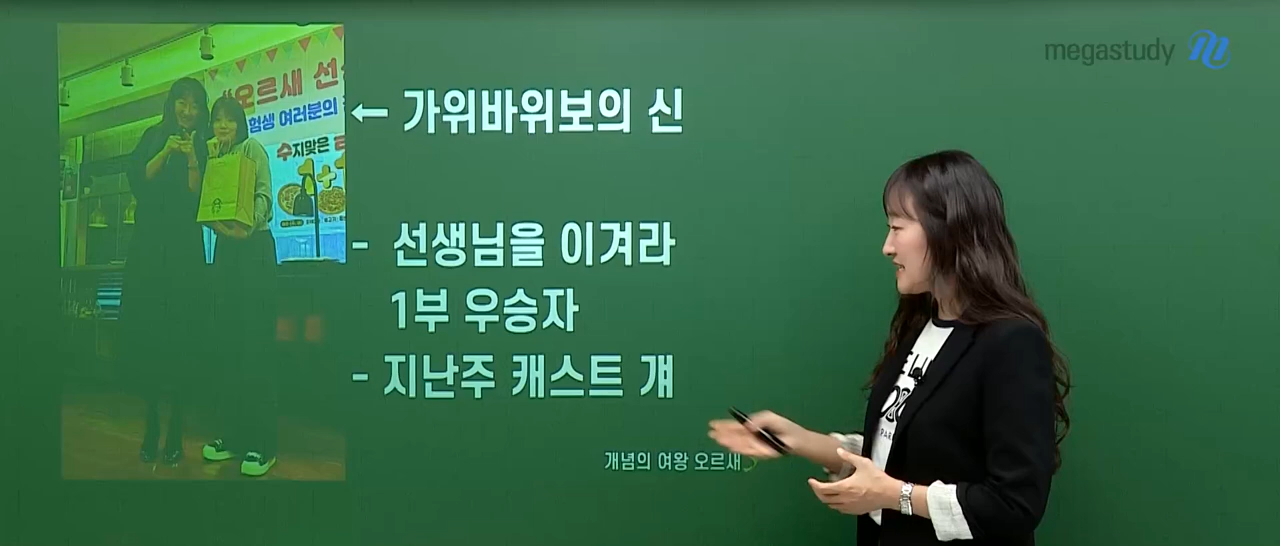 megastudy
"오르새 선
험생 여러분의
수지맞은
1+1
← 가위바위보의 신
- 선생님을 이겨라
1부 우승자
- 지난주 캐스트 걔
개념의 여왕 오르새